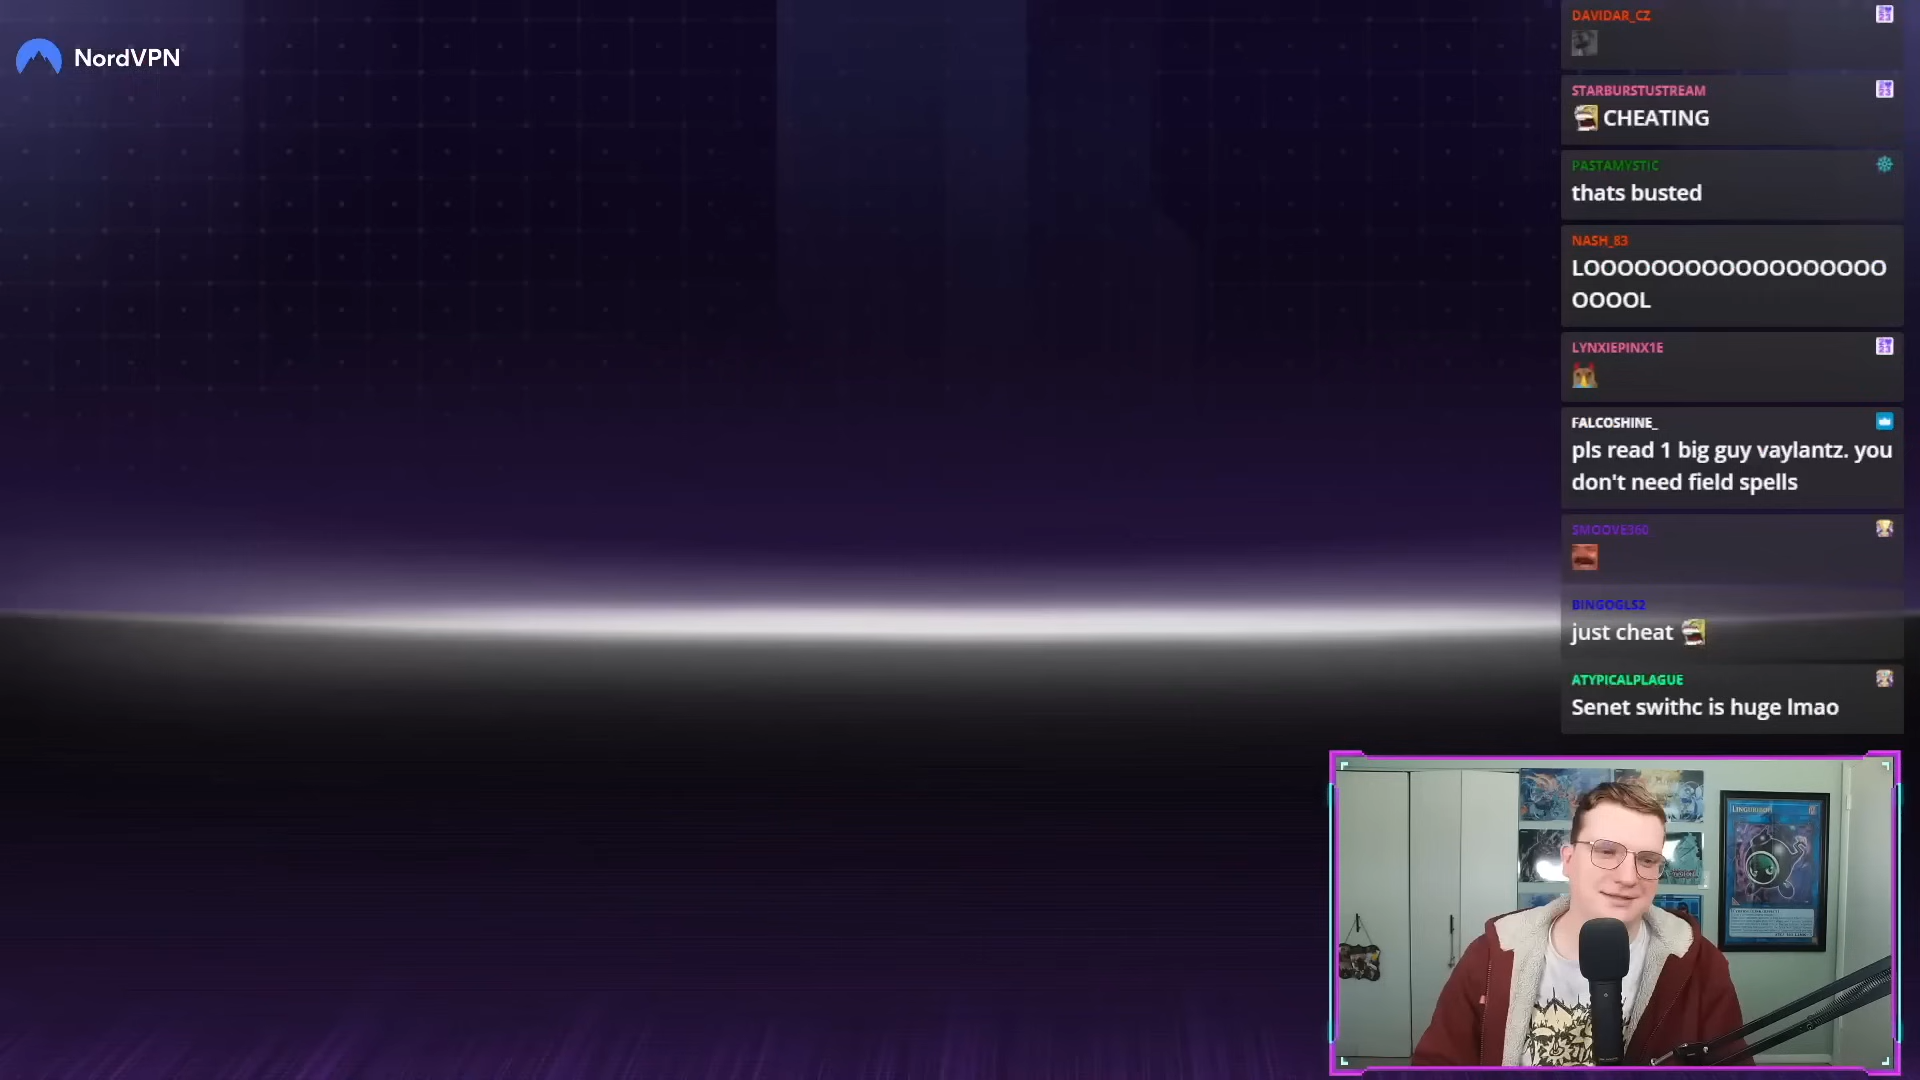 NordVPN
DAVIDAR_CZ
STARBURSTUSTREAM
CHEATING
PASTAMYSTIC
thats busted
NASH_83
LOOOOOOOOOOOOOOOOOO
OOOOL
LYNXIEPINX1E
FALCOSHINE_
pls read 1 big guy vaylantz. you
don't need field spells
SMOOVE360
BINGOGLS2
just cheat
ATYPICALPLAGUE
Senet swithc is huge lmao